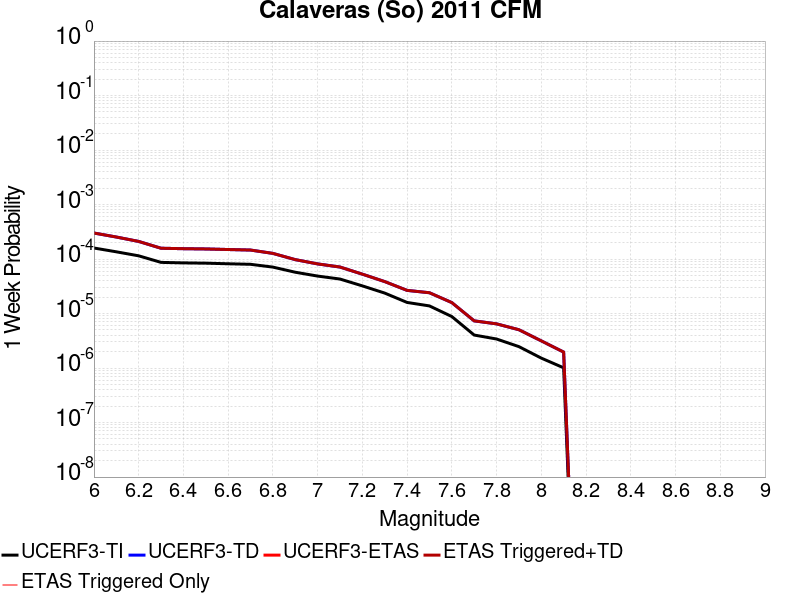 Calaveras (So) 2011 CFM
10 0
10-1
10-2
10-3
10-4
10-5
10-6
10-7
10-8
1 Week Probability
6 6.2 6.4 6.6 6.8 7 7.2 7.4 7.6 7.8 8 8.2 8.4 8.6 8.8 9
Magnitude
UCERF3-TI UCERF3-TD UCERF3-ETAS ETAS Triggered+TD
ETAS Triggered Only